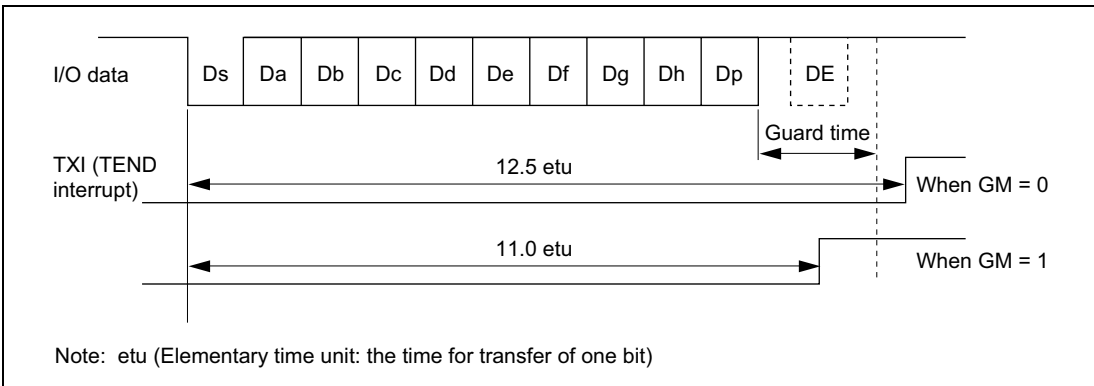 I/O data
Ds Da Db Dc Dd De Df Dg Dh Dp DE
Guard time
TXI (TEND
interrupt)
12.5 etu
When GM = 0
11.0 etu
When GM = 1
Note: etu (Elementary time unit: the time for transfer of one bit)